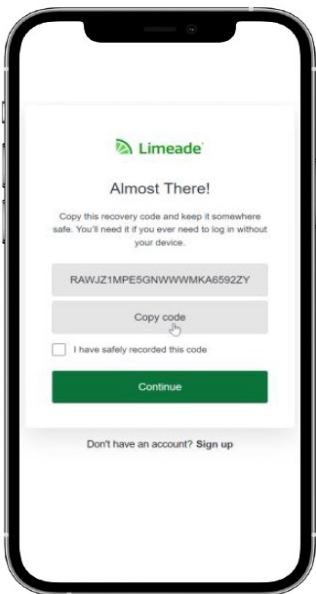 Limeade
Almost There!
Copy this recovery code and keep it somewhere
safe. You'll need it if you ever need to log in without
your device.
RAWJZ1MPE5GNWWWMKA6592ZY
Copy code
I have safely recorded this code
Continue
Don't have an account? Sign up